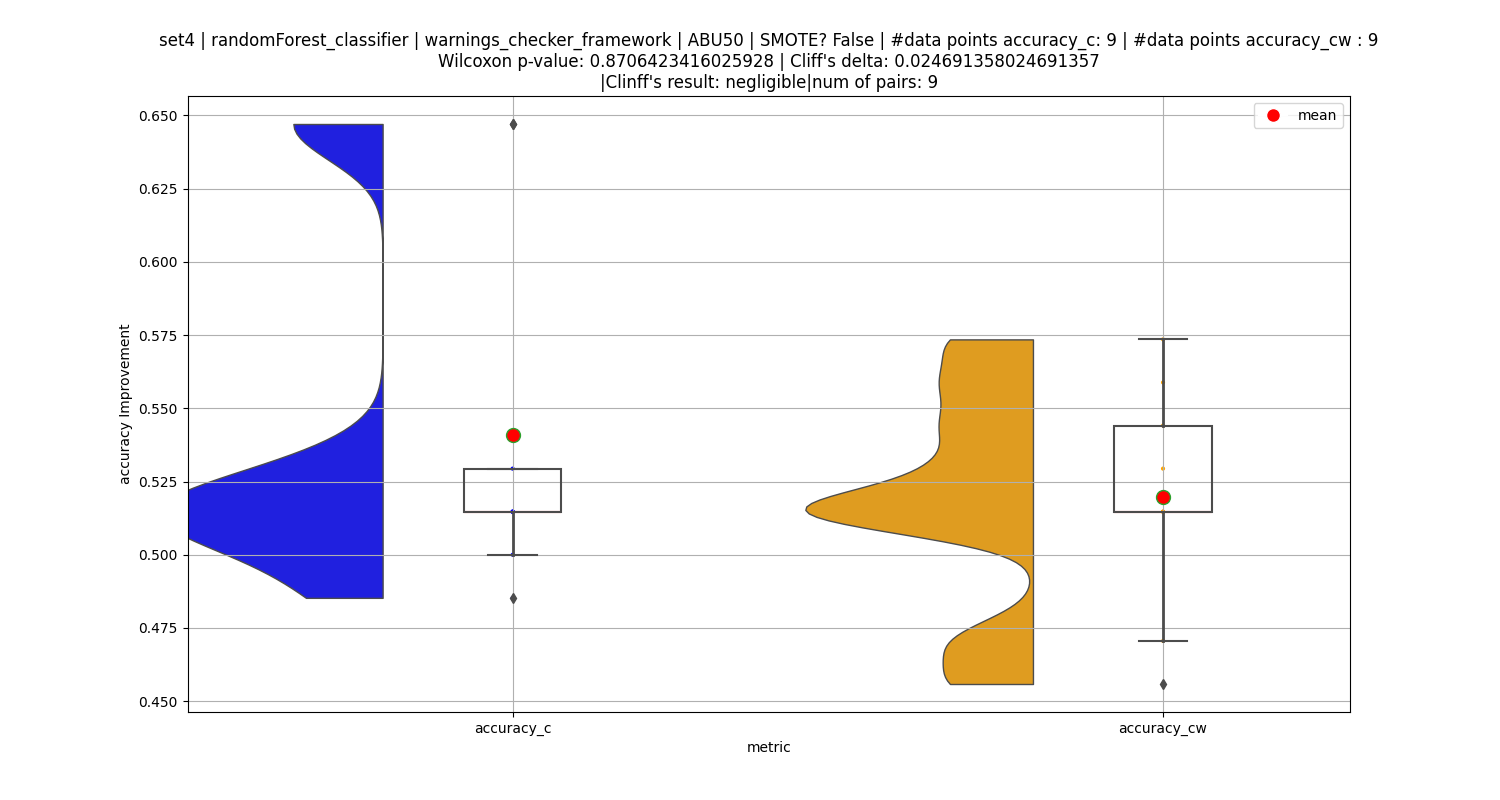 set4 | randomForest_classifier | warnings_checker_framework | ABU50 | SMOTE? False | #data points accuracy_c: 9 | #data points accuracy_cw : 9
Wilcoxon p-value: 0.8706423416025928 | Cliff's delta: 0.024691358024691357
|Clinff's result: negligible|num of pairs: 9
mean
0.650
0.625
0.600
0.575
0.550
0.525
0.500
0.475
0.450
accuracy Improvement
accuracy_c
accuracy_cw
metric